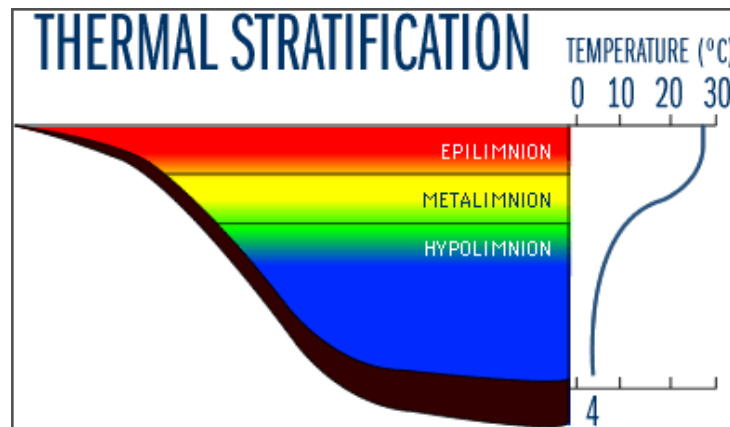 THERMAL STRATIFICATION
TEMPERATURE (°C)
0 10 20 30
EPILIMNION
METALIMNION
HYPOLIMNION
4